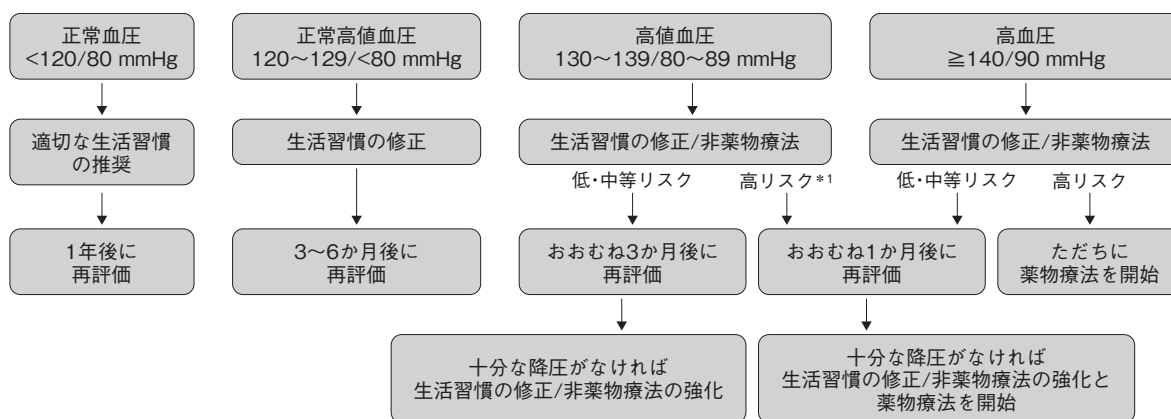 正常血圧
<120/80 mmHg
正常高値血圧
120～129/<80 mmHg
高値血圧
130～139/80～89 mmHg
高血圧
≧140/90 mmHg
適切な生活習慣
の推奨
生活習慣の修正
生活習慣の修正/非薬物療法
生活習慣の修正/非薬物療法
低・中等リスク
高リスク*1
低・中等リスク
高リスク
1年後に
再評価
3～6か月後に
再評価
おおむね3か月後に
再評価
おおむね1か月後に
再評価
ただちに
薬物療法を開始
十分な降圧がなければ
生活習慣の修正/非薬物療法の強化
十分な降圧がなければ
生活習慣の修正/非薬物療法の強化と
薬物療法を開始